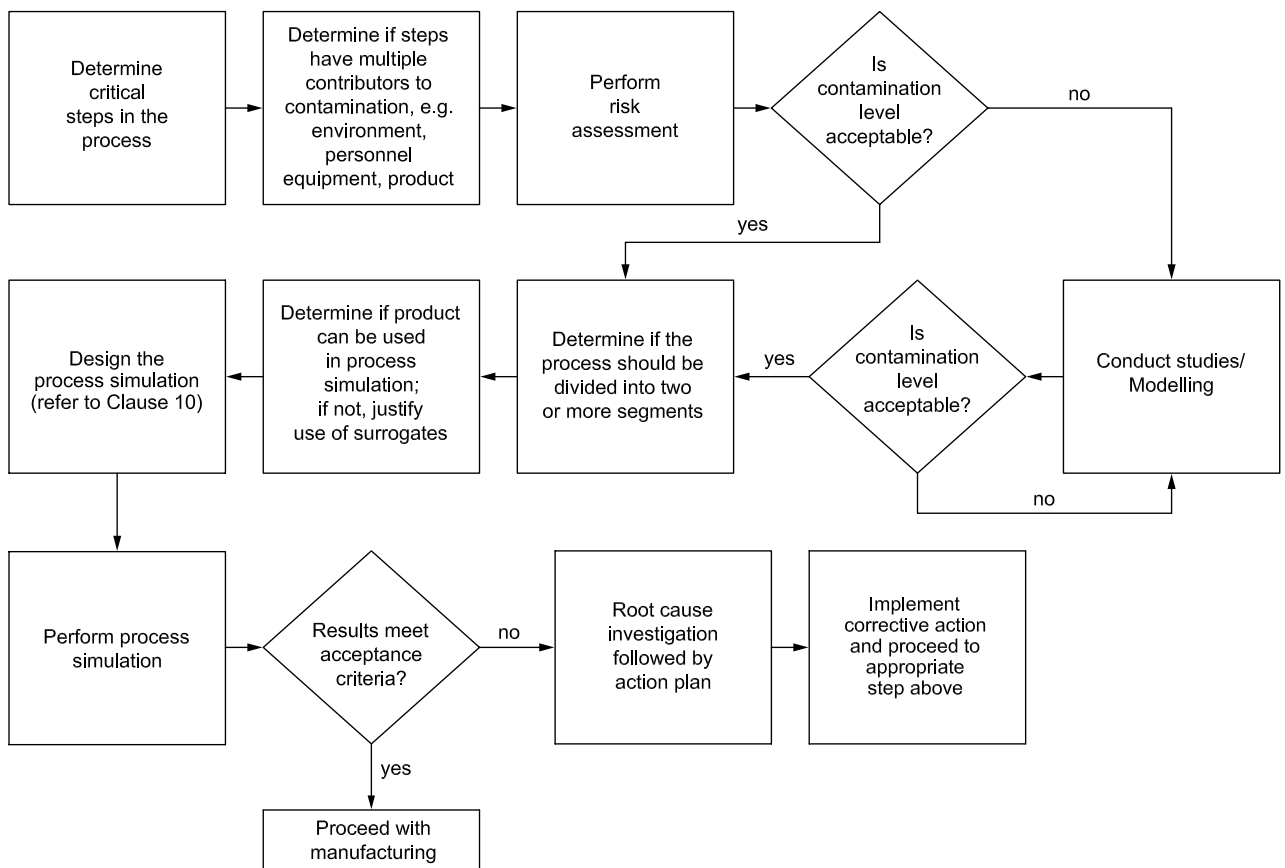 Determine
critical
steps in the
process
Determine if steps
have multiple
contributors to
contamination, e.g.
environment,
personnel
equipment, product
Perform
risk
assessment
Is
contamination
level
acceptable?
no
yes
Design the
process simulation
(refer to Clause 10)
Determine if product
can be used
in process
simulation;
if not, justify
use of surrogates
Determine if the
process should be
divided into two
or more segments
yes
Is
contamination
level
acceptable?
Conduct studies/
Modelling
no
Perform process
simulation
Results meet
acceptance
criteria?
no
Root cause
investigation
followed by
action plan
Implement
corrective action
and proceed to
appropriate
step above
yes
Proceed with
manufacturing